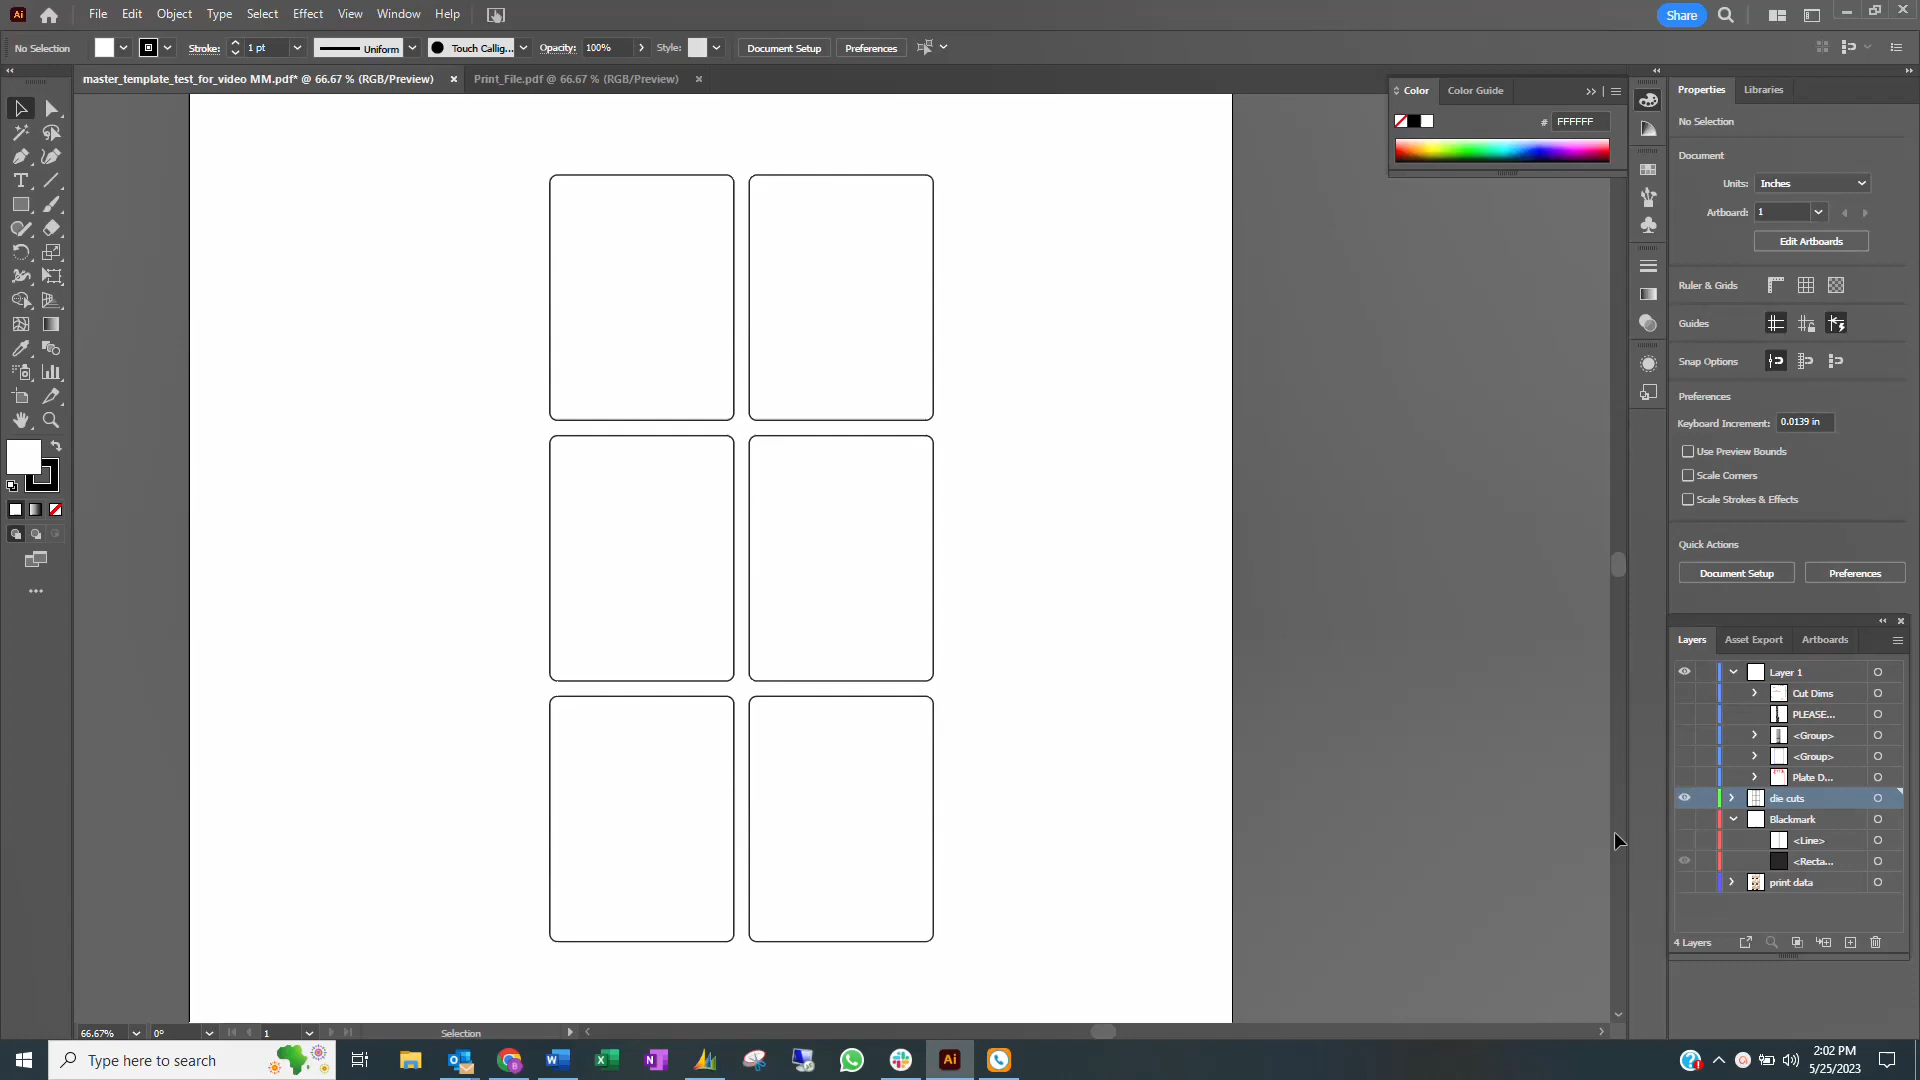 Ai File Edit Object Type Select Effect View Window Help Share
No Selection Stroke: 1 pt Uniform Touch Callig... Opacity: 100% Style: Document Setup Preferences
master_template_test_for_video MM.pdf* @ 66.67 % (RGB/Preview) × Print_File.pdf @ 66.67 % (RGB/Preview) ×
Color Color Guide
# FFFFFF
Properties Libraries
No Selection
Document
Units: Inches
Artboard: 1
Edit Artboards
Ruler & Grids
Guides
Snap Options
Preferences
Keyboard Increment: 0.0139 in
Use Preview Bounds
Scale Corners
Scale Strokes & Effects
Quick Actions
Document Setup Preferences
Layers Asset Export Artboards
Layer 1
Cut Dims
PLEASE...
<Group>
<Group>
Plate D...
die cuts
Blackmark
<Line>
<Recta...
print data
4 Layers
66.67% 0° 1 Selection
Type here to search
2:02 PM
5/25/2023